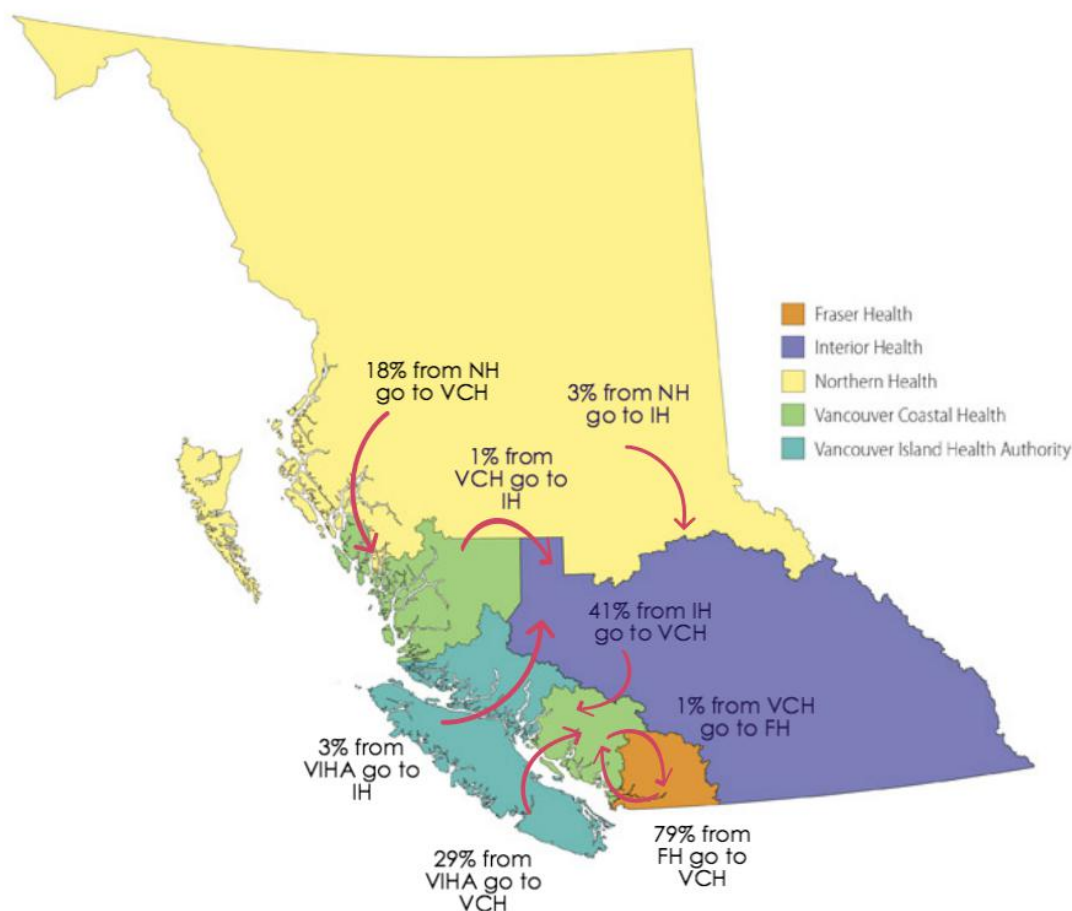 Fraser Health
Interior Health
Northern Health
Vancouver Coastal Health
Vancouver Island Health Authority
18% from NH
go to VCH
3% from NH
go to IH
1% from
VCH go to
IH
41% from IH
go to VCH
1% from VCH
go to FH
3% from
VIHA go to
IH
29% from
VIHA go to
VCH
79% from
FH go to
VCH